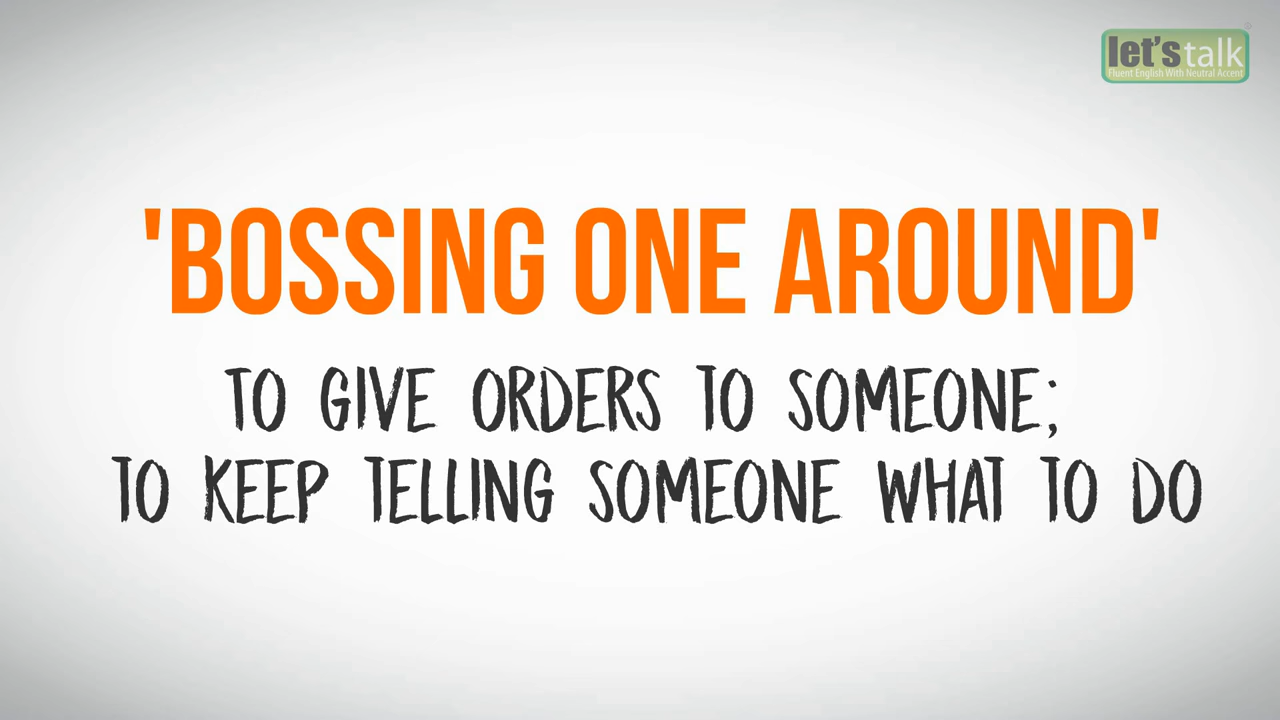 let's talk
Fluent English With Neutral Accent
'BOSSING ONE AROUND'
TO GIVE ORDERS TO SOMEONE;
TO KEEP TELLING SOMEONE WHAT TO DO